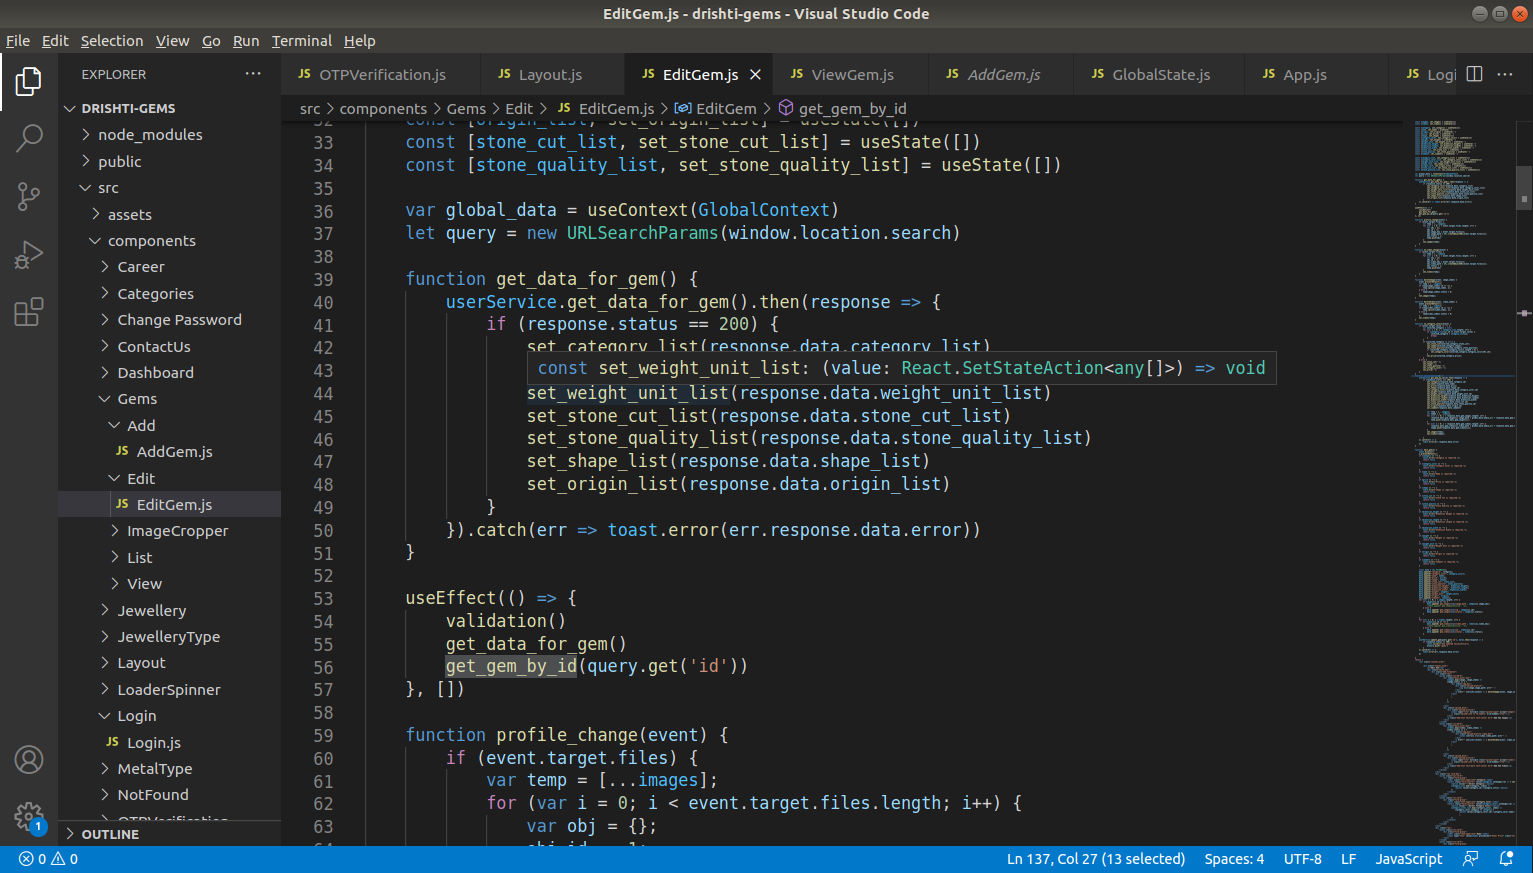 EditGem.js - drishti-gems - Visual Studio Code
File Edit Selection View Go Run Terminal Help
EXPLORER ···
DRISHTI-GEMS
node_modules
public
src
assets
components
Career
Categories
Change Password
ContactUs
Dashboard
Gems
Add
JS AddGem.js
Edit
JS EditGem.js
ImageCropper
List
View
Jewellery
JewelleryType
Layout
LoaderSpinner
Login
JS Login.js
MetalType
NotFound
OTPVerification
OUTLINE
1
JS OTPVerification.js JS Layout.js JS EditGem.js JS ViewGem.js JS AddGem.js JS GlobalState.js JS App.js JS Logi ···
src > components > Gems > Edit > JS EditGem.js > EditGem > get_gem_by_id
32 const [origin_list, set_origin_list] = useState([])
33 const [stone_cut_list, set_stone_cut_list] = useState([])
34 const [stone_quality_list, set_stone_quality_list] = useState([])
35
36 var global_data = useContext(GlobalContext)
37 let query = new URLSearchParams(window.location.search)
38
39 function get_data_for_gem() {
40 userService.get_data_for_gem().then(response => {
41 if (response.status == 200) {
42 set_category_list(response.data.category_list)
43 const set_weight_unit_list: (value: React.SetStateAction<any[]>) => void
44 set_weight_unit_list(response.data.weight_unit_list)
45 set_stone_cut_list(response.data.stone_cut_list)
46 set_stone_quality_list(response.data.stone_quality_list)
47 set_shape_list(response.data.shape_list)
48 set_origin_list(response.data.origin_list)
49 }
50 }).catch(err => toast.error(err.response.data.error))
51 }
52
53 useEffect(() => {
54 validation()
55 get_data_for_gem()
56 get_gem_by_id(query.get('id'))
57 }, [])
58
59 function profile_change(event) {
60 if (event.target.files) {
61 var temp = [...images];
62 for (var i = 0; i < event.target.files.length; i++) {
63 var obj = {};
0 0 Ln 137, Col 27 (13 selected) Spaces: 4 UTF-8 LF JavaScript